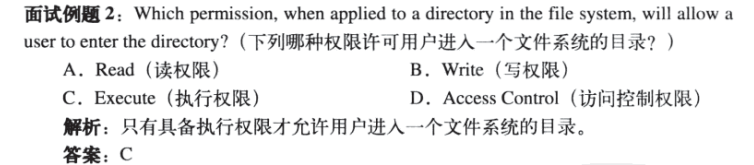 面试例题 2：Which permission, when applied to a directory in the file system, will allow a
user to enter the directory?（下列哪种权限许可用户进入一个文件系统的目录？）
A．Read（读权限） B．Write（写权限）
C．Execute（执行权限） D．Access Control（访问控制权限）
解析：只有具备执行权限才允许用户进入一个文件系统的目录。
答案：C